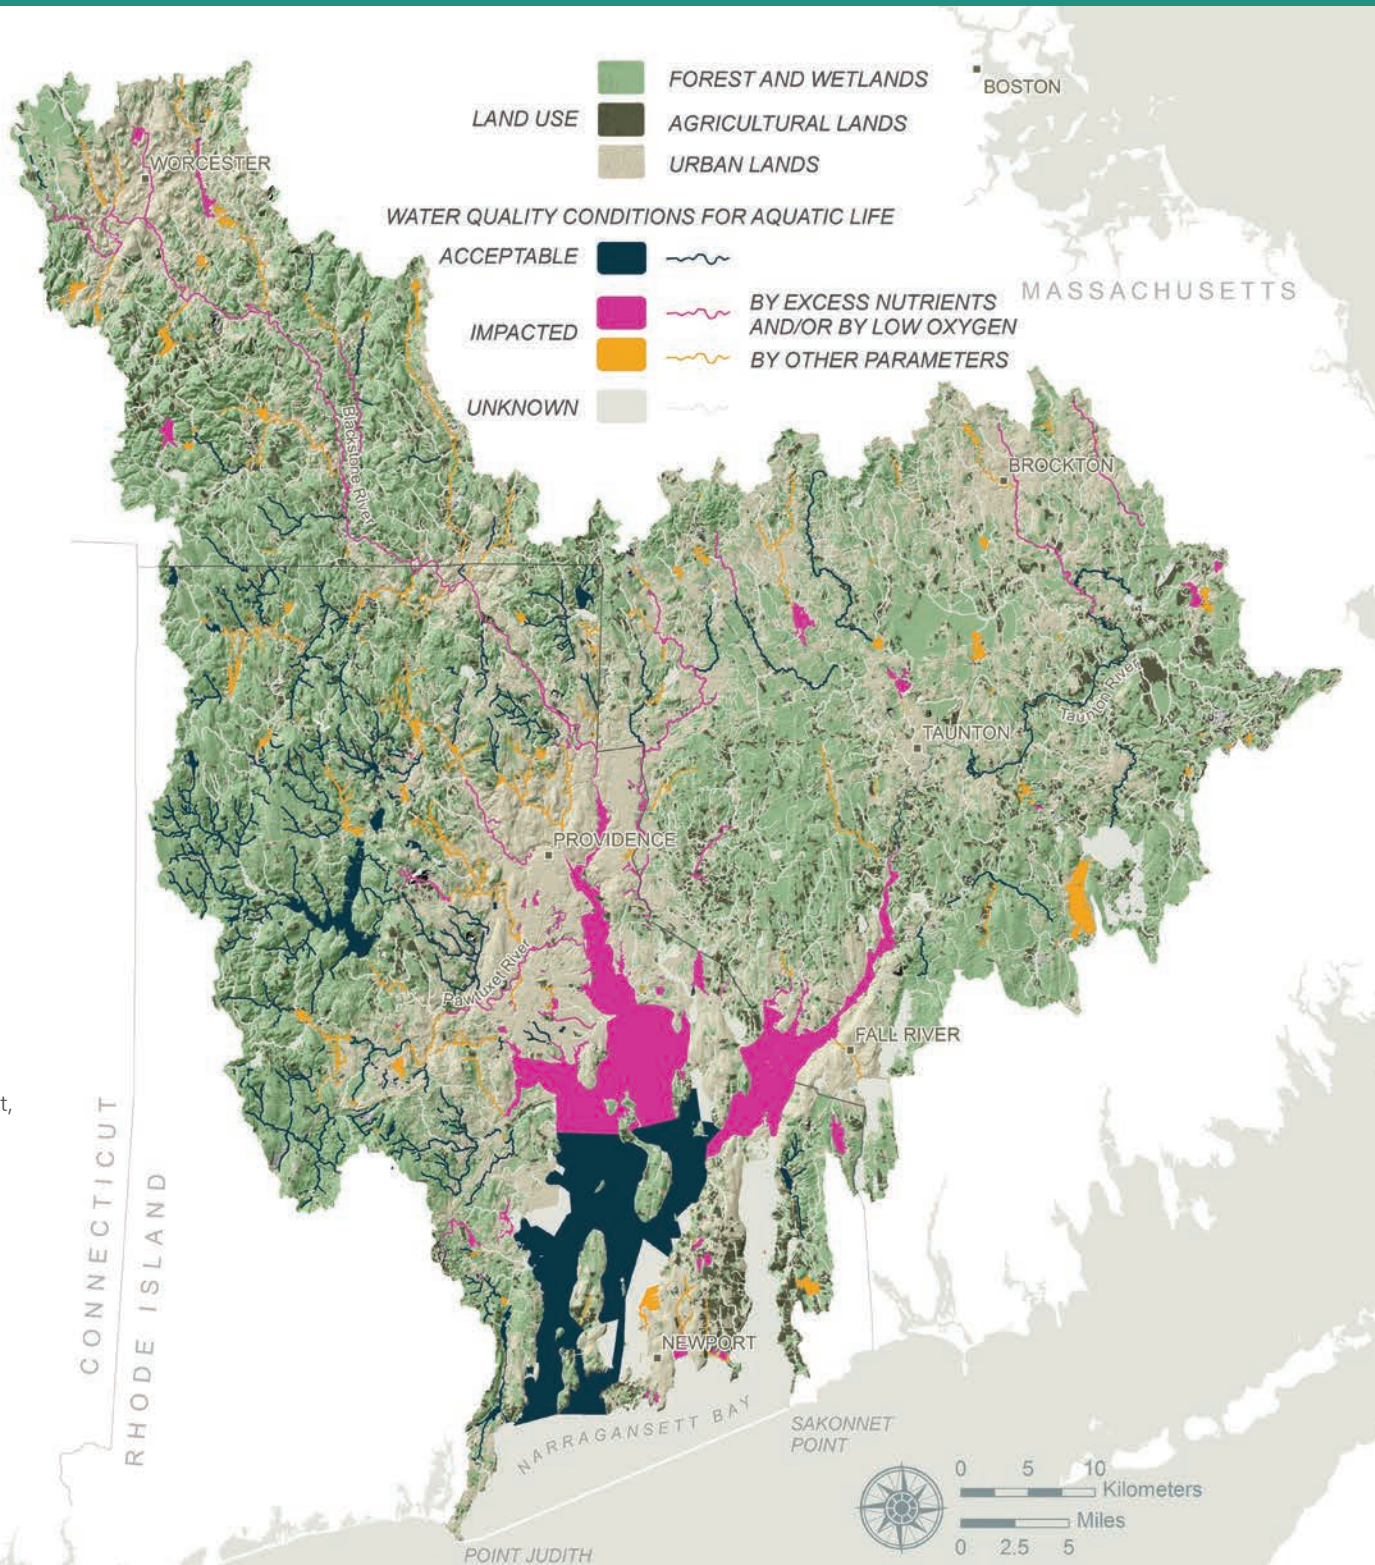 BOSTON
FOREST AND WETLANDS
LAND USE
AGRICULTURAL LANDS
URBAN LANDS
WATER QUALITY CONDITIONS FOR AQUATIC LIFE
ACCEPTABLE
IMPACTED
BY EXCESS NUTRIENTS
AND/OR BY LOW OXYGEN
BY OTHER PARAMETERS
UNKNOWN
MASSACHUSETTS
WORCESTER
Blackstone River
BROCKTON
Taunton River
TAUNTON
PROVIDENCE
Pawtuxet River
FALL RIVER
t,
CONNECTICUT
RHODE ISLAND
NEWPORT
NARRAGANSETT BAY
SAKONNET
POINT
POINT JUDITH
0 5 10
Kilometers
Miles
0 2.5 5